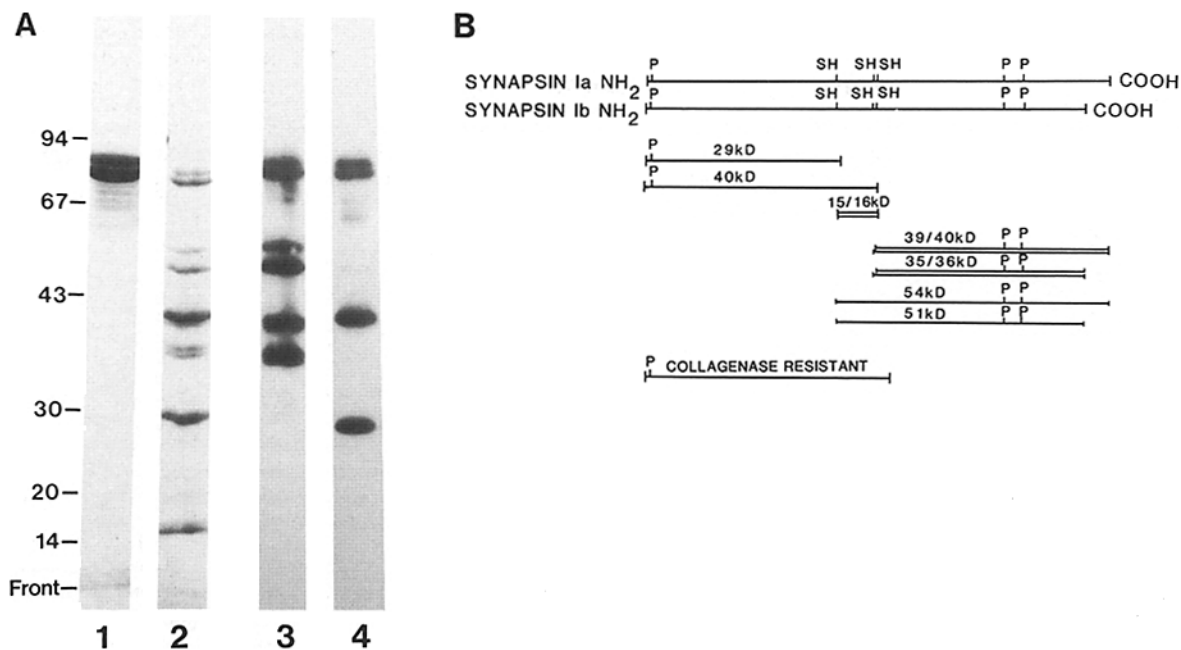 A
94
67
43
30
20
14
Front
1 2 3 4
B
P SH SH SH P P
SYNAPSIN Ia NH2 COOH
P SH SH SH P P
SYNAPSIN Ib NH2 COOH
P 29kD
P 40kD
15/16kD
39/40kD P P
35/36kD P P
54kD P P
51kD P P
P COLLAGENASE RESISTANT